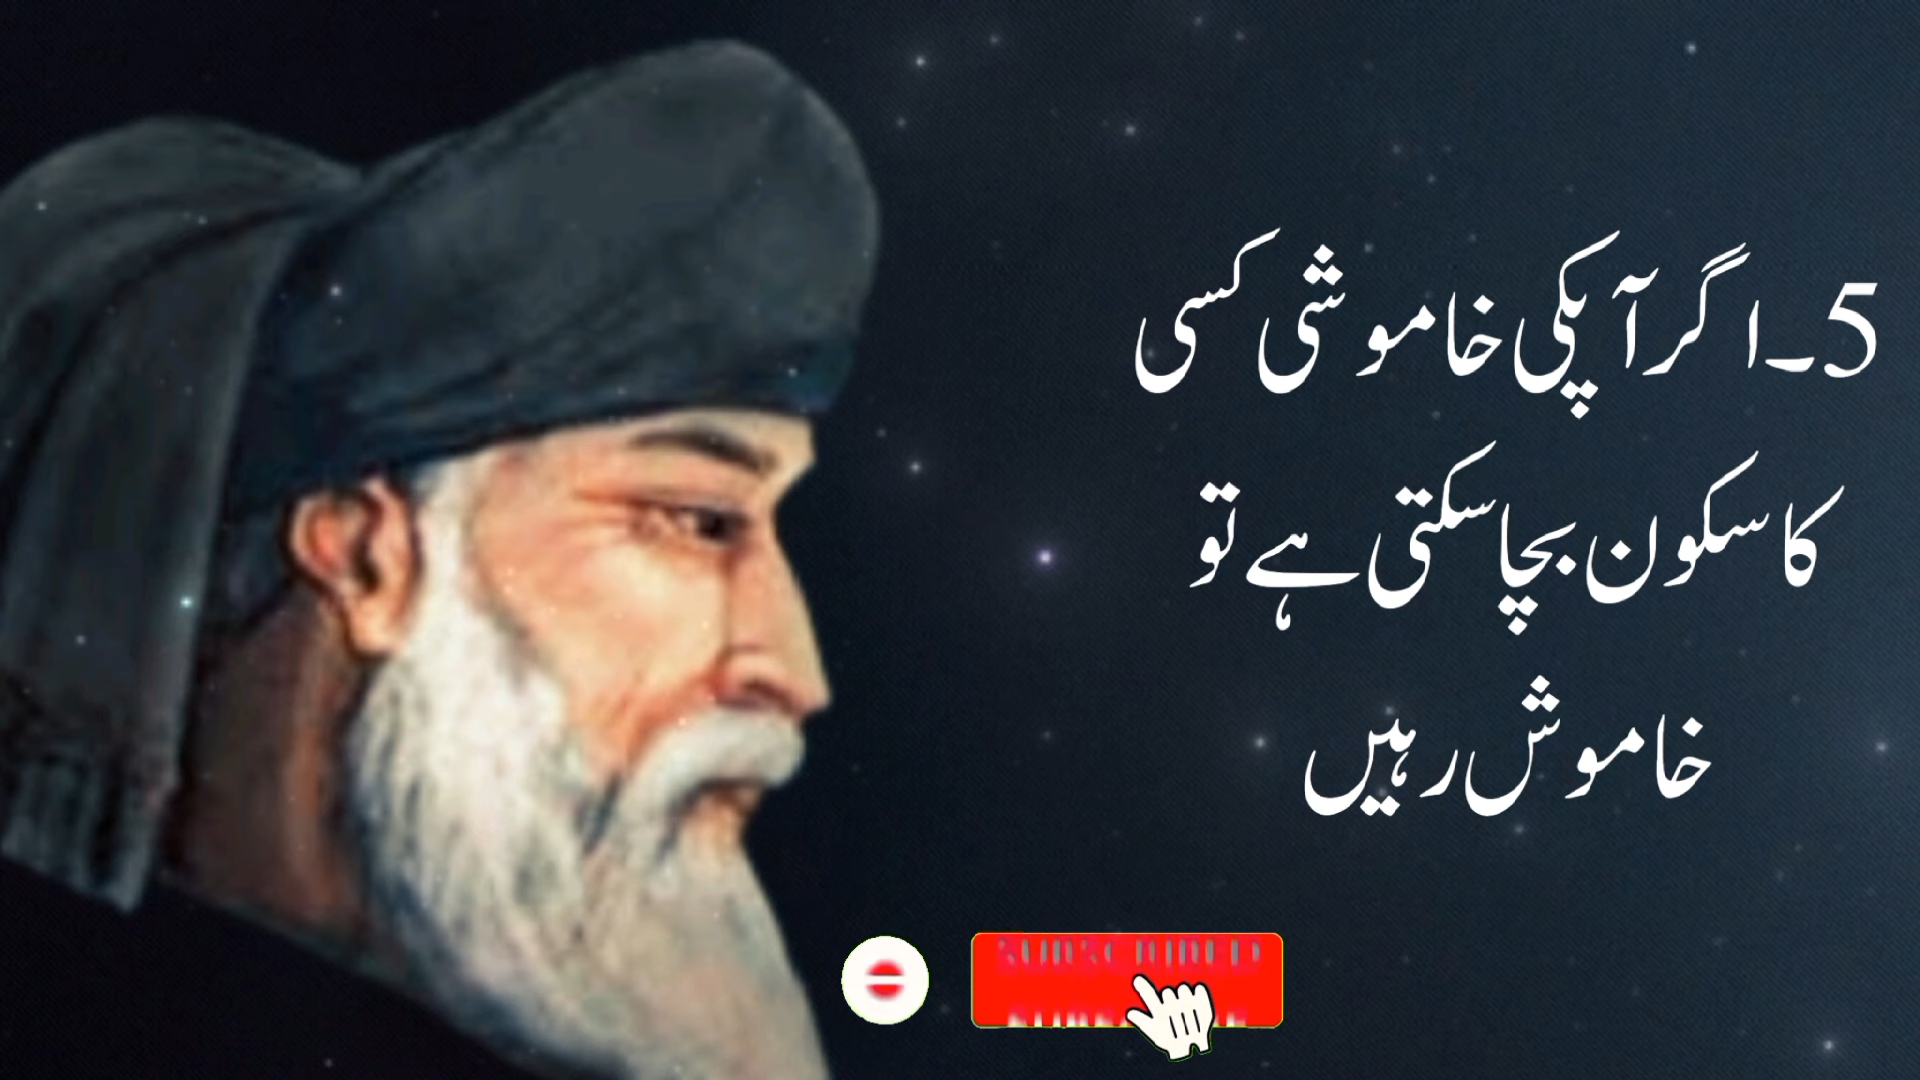 5۔اگر آپکی خاموشی کسی
کا سکون بچا سکتی ہے تو
خاموش رہیں